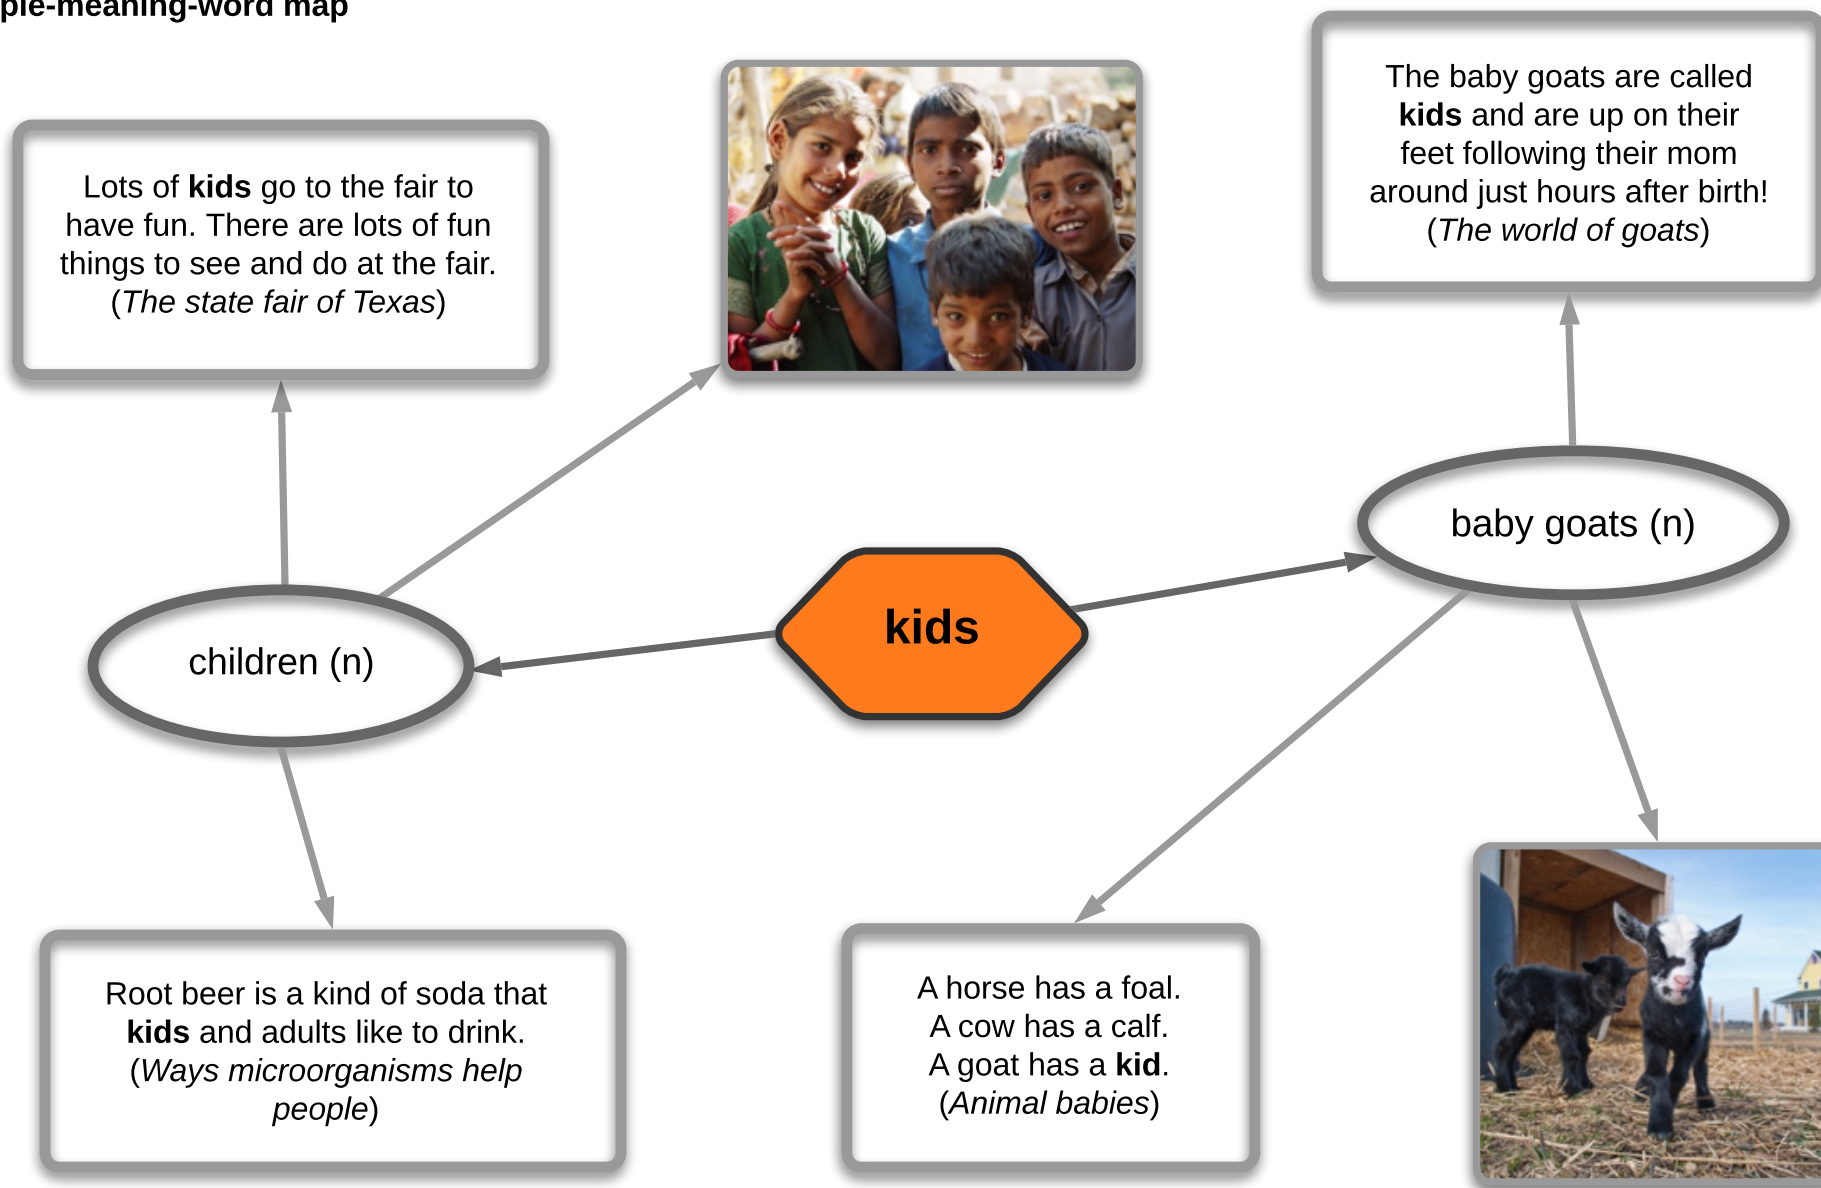 ple-meaning-word map
The baby goats are called
kids and are up on their
feet following their mom
around just hours after birth!
(The world of goats)
Lots of kids go to the fair to
have fun. There are lots of fun
things to see and do at the fair.
(The state fair of Texas)
baby goats (n)
kids
children (n)
Root beer is a kind of soda that
kids and adults like to drink.
(Ways microorganisms help
people)
A horse has a foal.
A cow has a calf.
A goat has a kid.
(Animal babies)